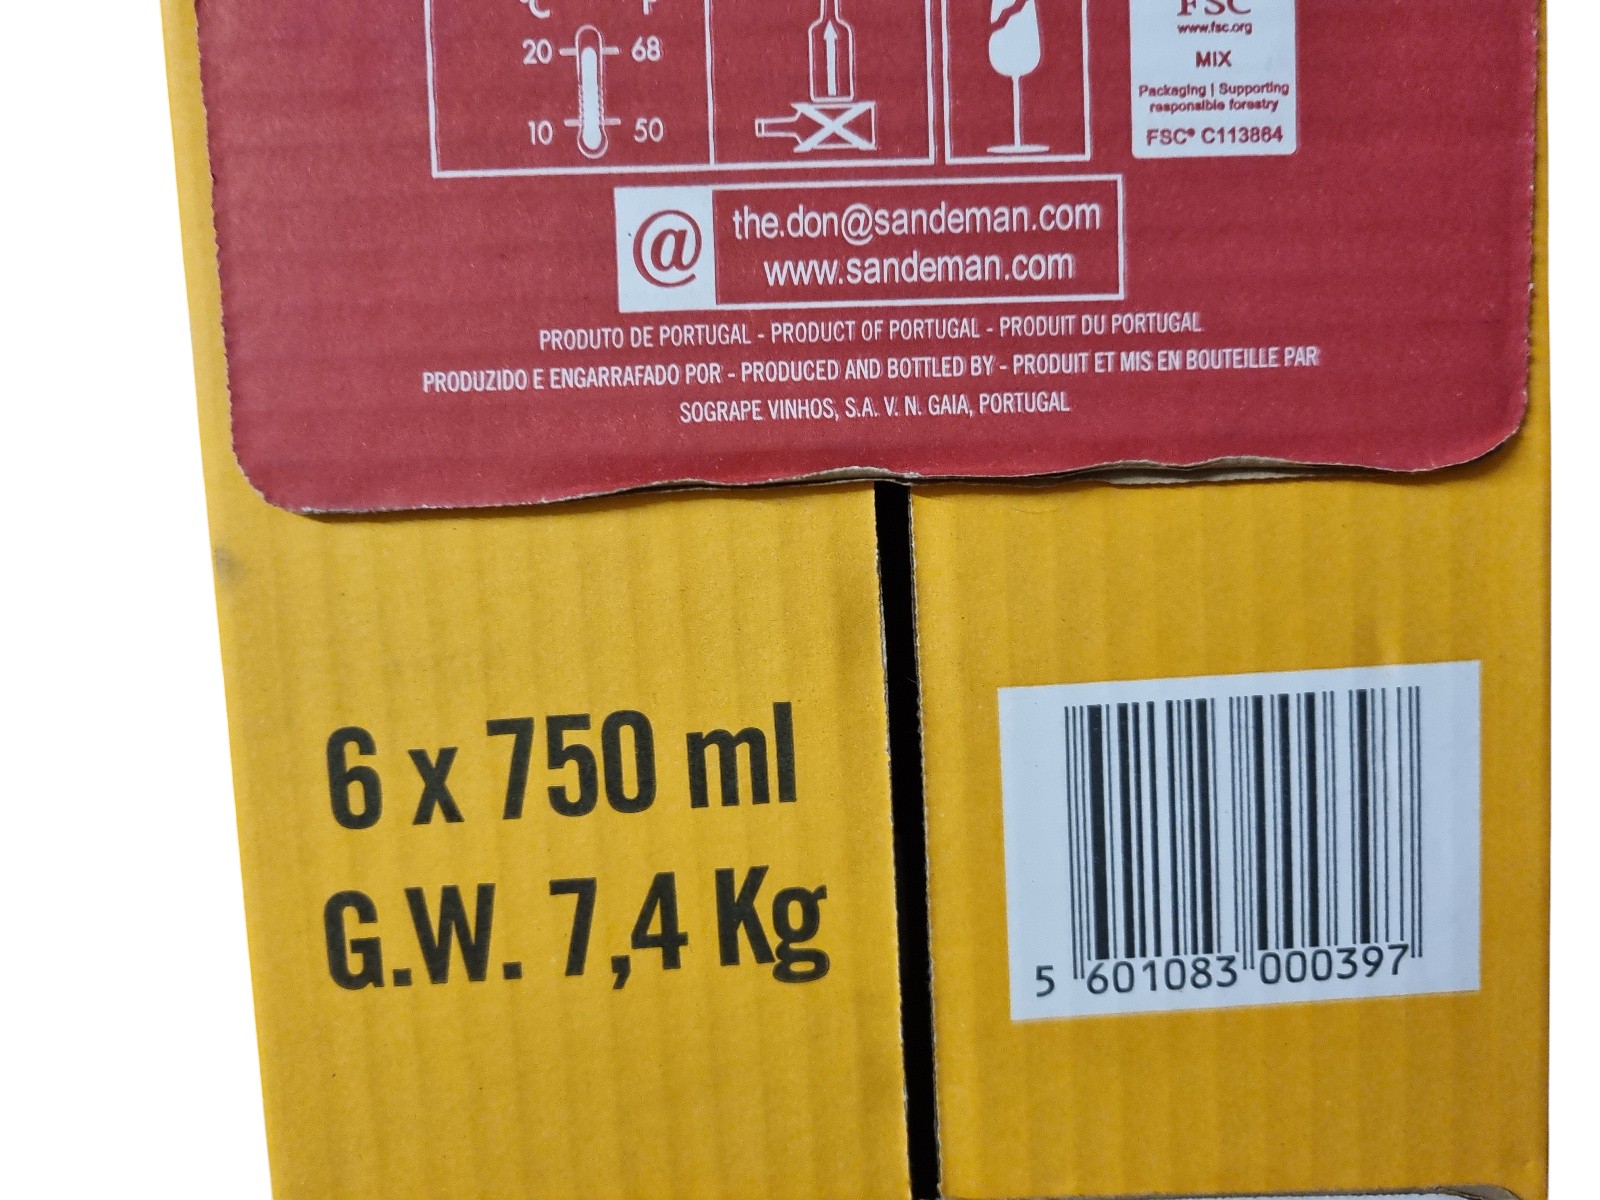 °C °F
20 68
10 50
FSC
www.fsc.org
MIX
Packaging | Supporting
responsible forestry
FSC® C113864
@
the.don@sandeman.com
www.sandeman.com
PRODUTO DE PORTUGAL - PRODUCT OF PORTUGAL - PRODUIT DU PORTUGAL
PRODUZIDO E ENGARRAFADO POR - PRODUCED AND BOTTLED BY - PRODUIT ET MIS EN BOUTEILLE PAR
SOGRAPE VINHOS, S.A. V. N. GAIA, PORTUGAL
6 x 750 ml
G.W. 7,4 Kg
5 601083 000397